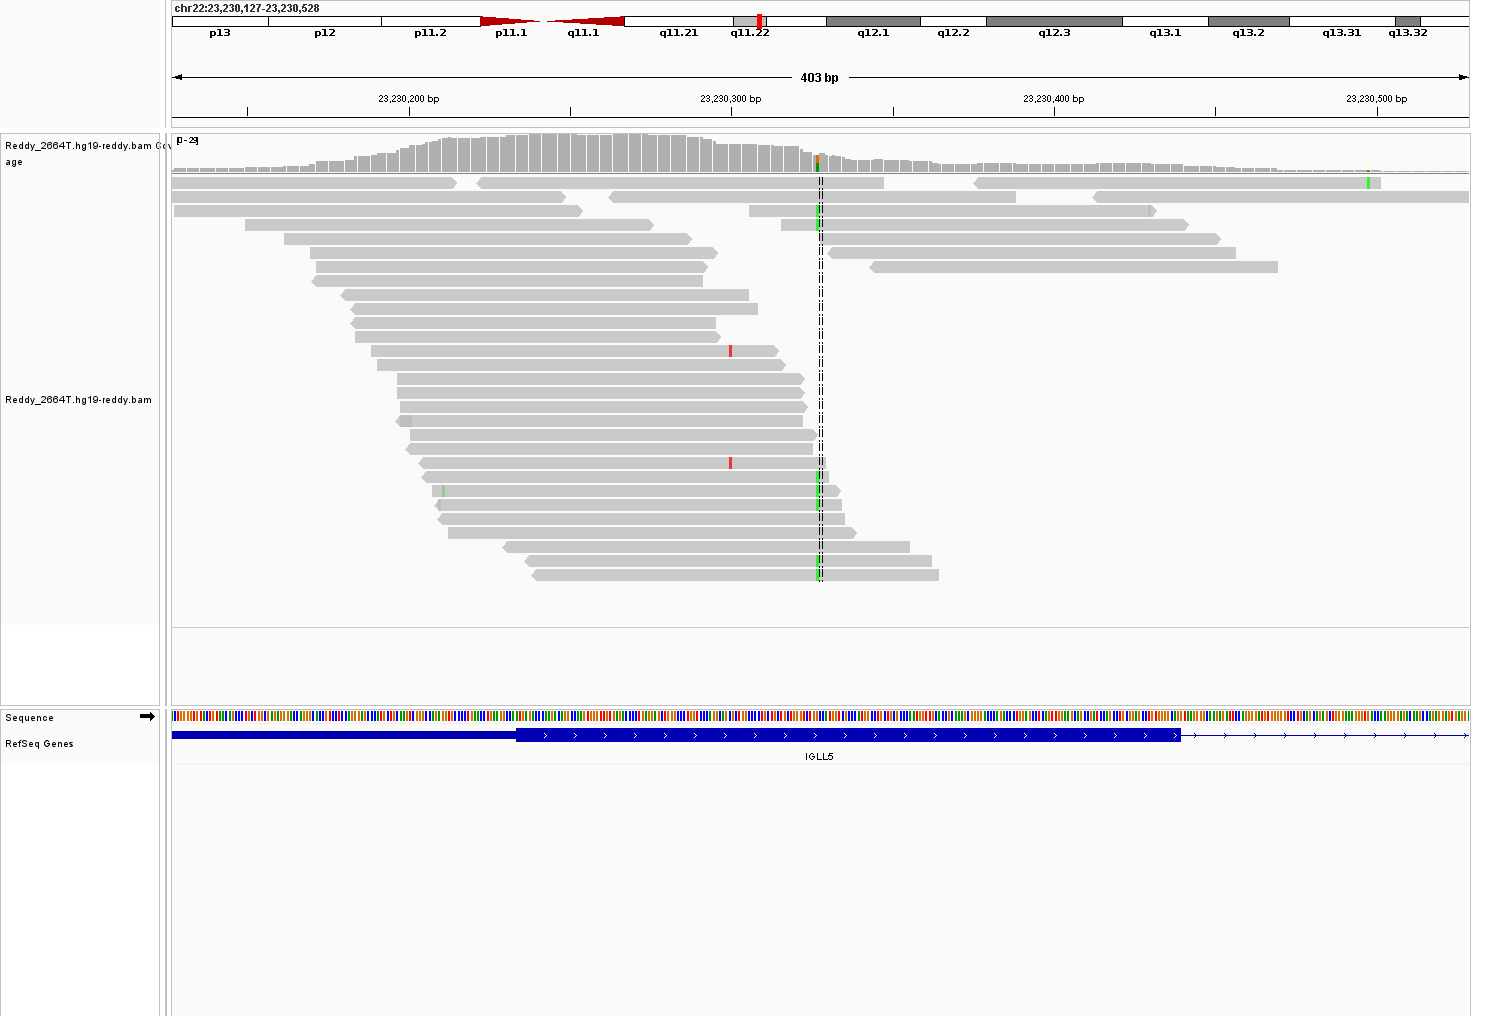 chr22:23,230,127-23,230,528
p13 p12 p11.2 p11.1 q11.1 q11.21 q11.22 q12.1 q12.2 q12.3 q13.1 q13.2 q13.31 q13.32
403 bp
23,230,200 bp 23,230,300 bp 23,230,400 bp 23,230,500 bp
[0-29]
Reddy_2664T.hg19-reddy.bam Cov
age
Reddy_2664T.hg19-reddy.bam
Sequence
RefSeq Genes
IGLL5